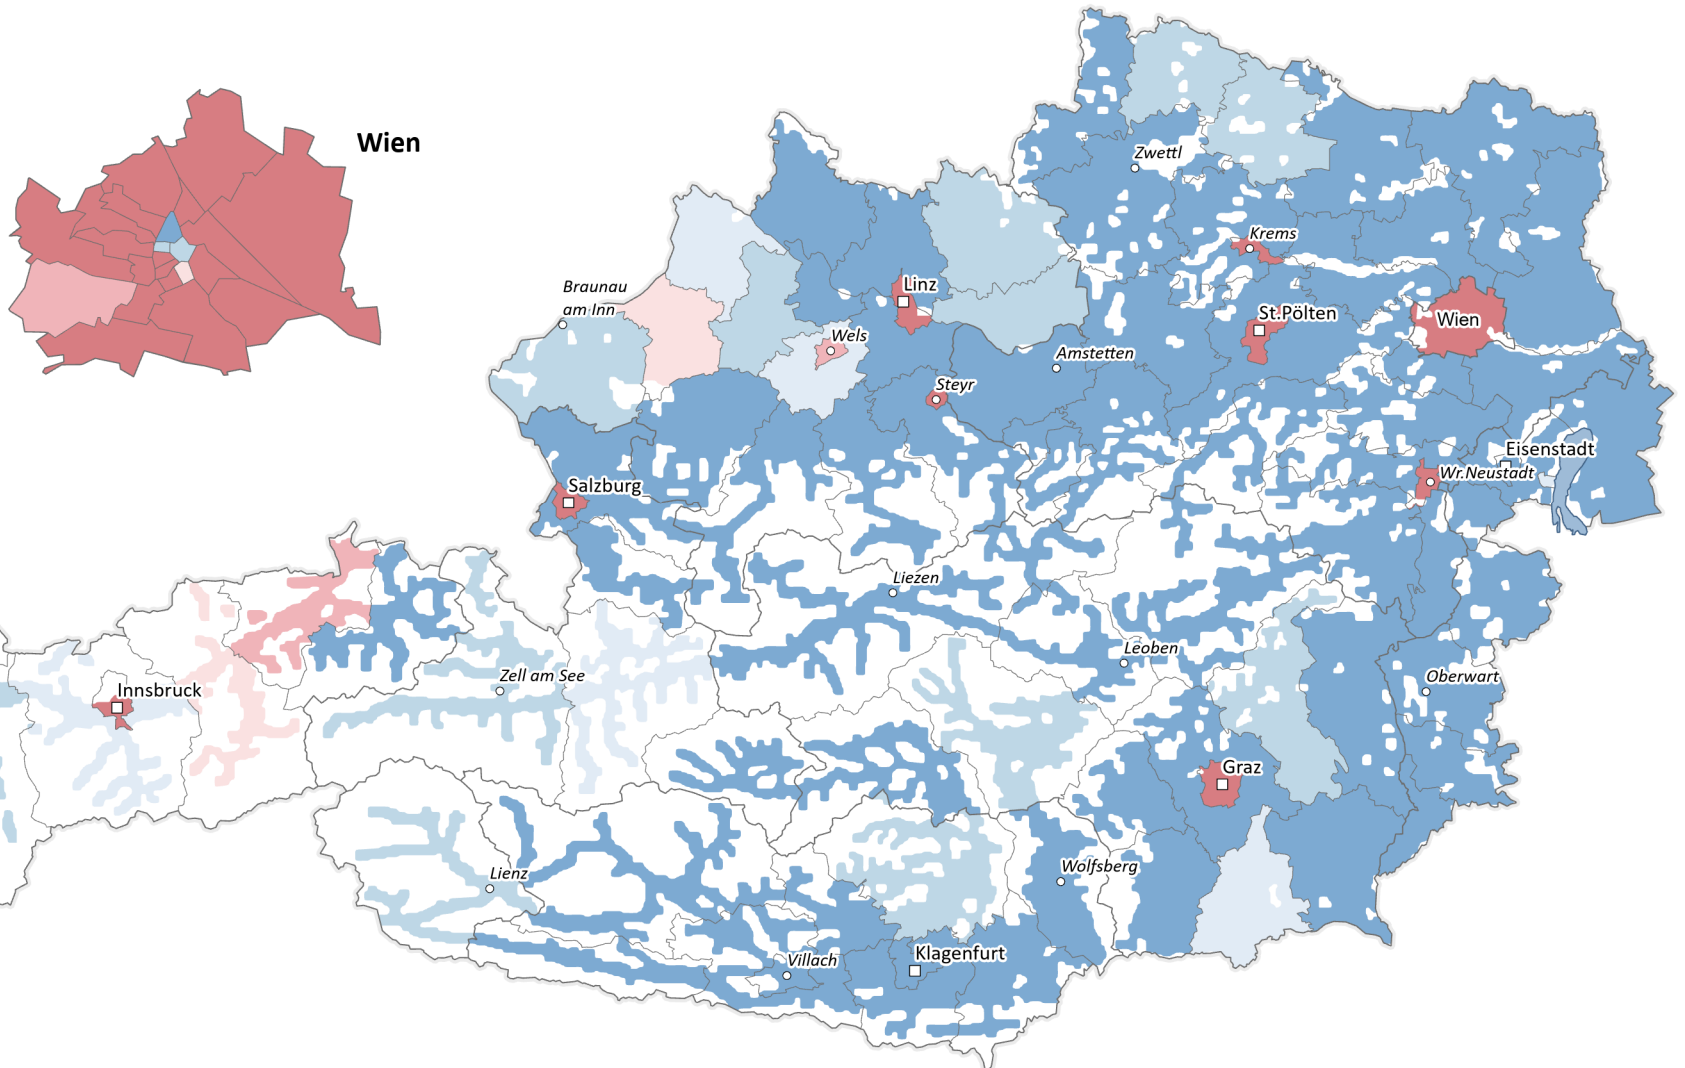 Wien
Zwettl
Krems
Braunau
am Inn
Linz
St.Pölten
Wien
Wels
Amstetten
Steyr
Eisenstadt
Wr.Neustadt
Salzburg
Liezen
Leoben
Zell am See
Oberwart
Innsbruck
Graz
Wolfsberg
Lienz
Villach
Klagenfurt